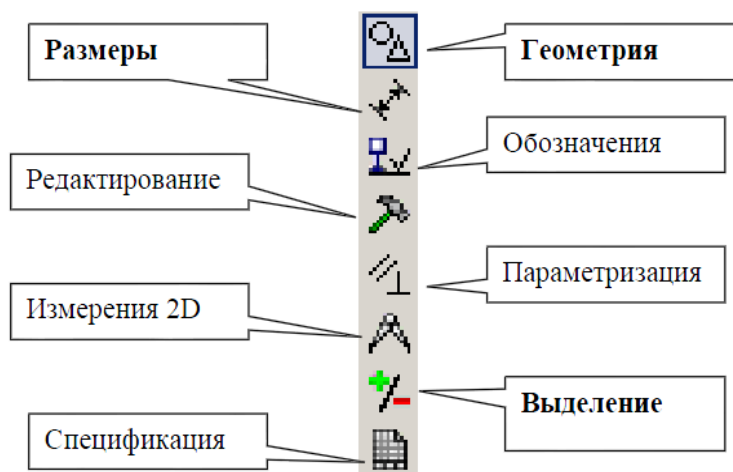 Размеры
Геометрия
Обозначения
Редактирование
Параметризация
Измерения 2D
Выделение
Спецификация